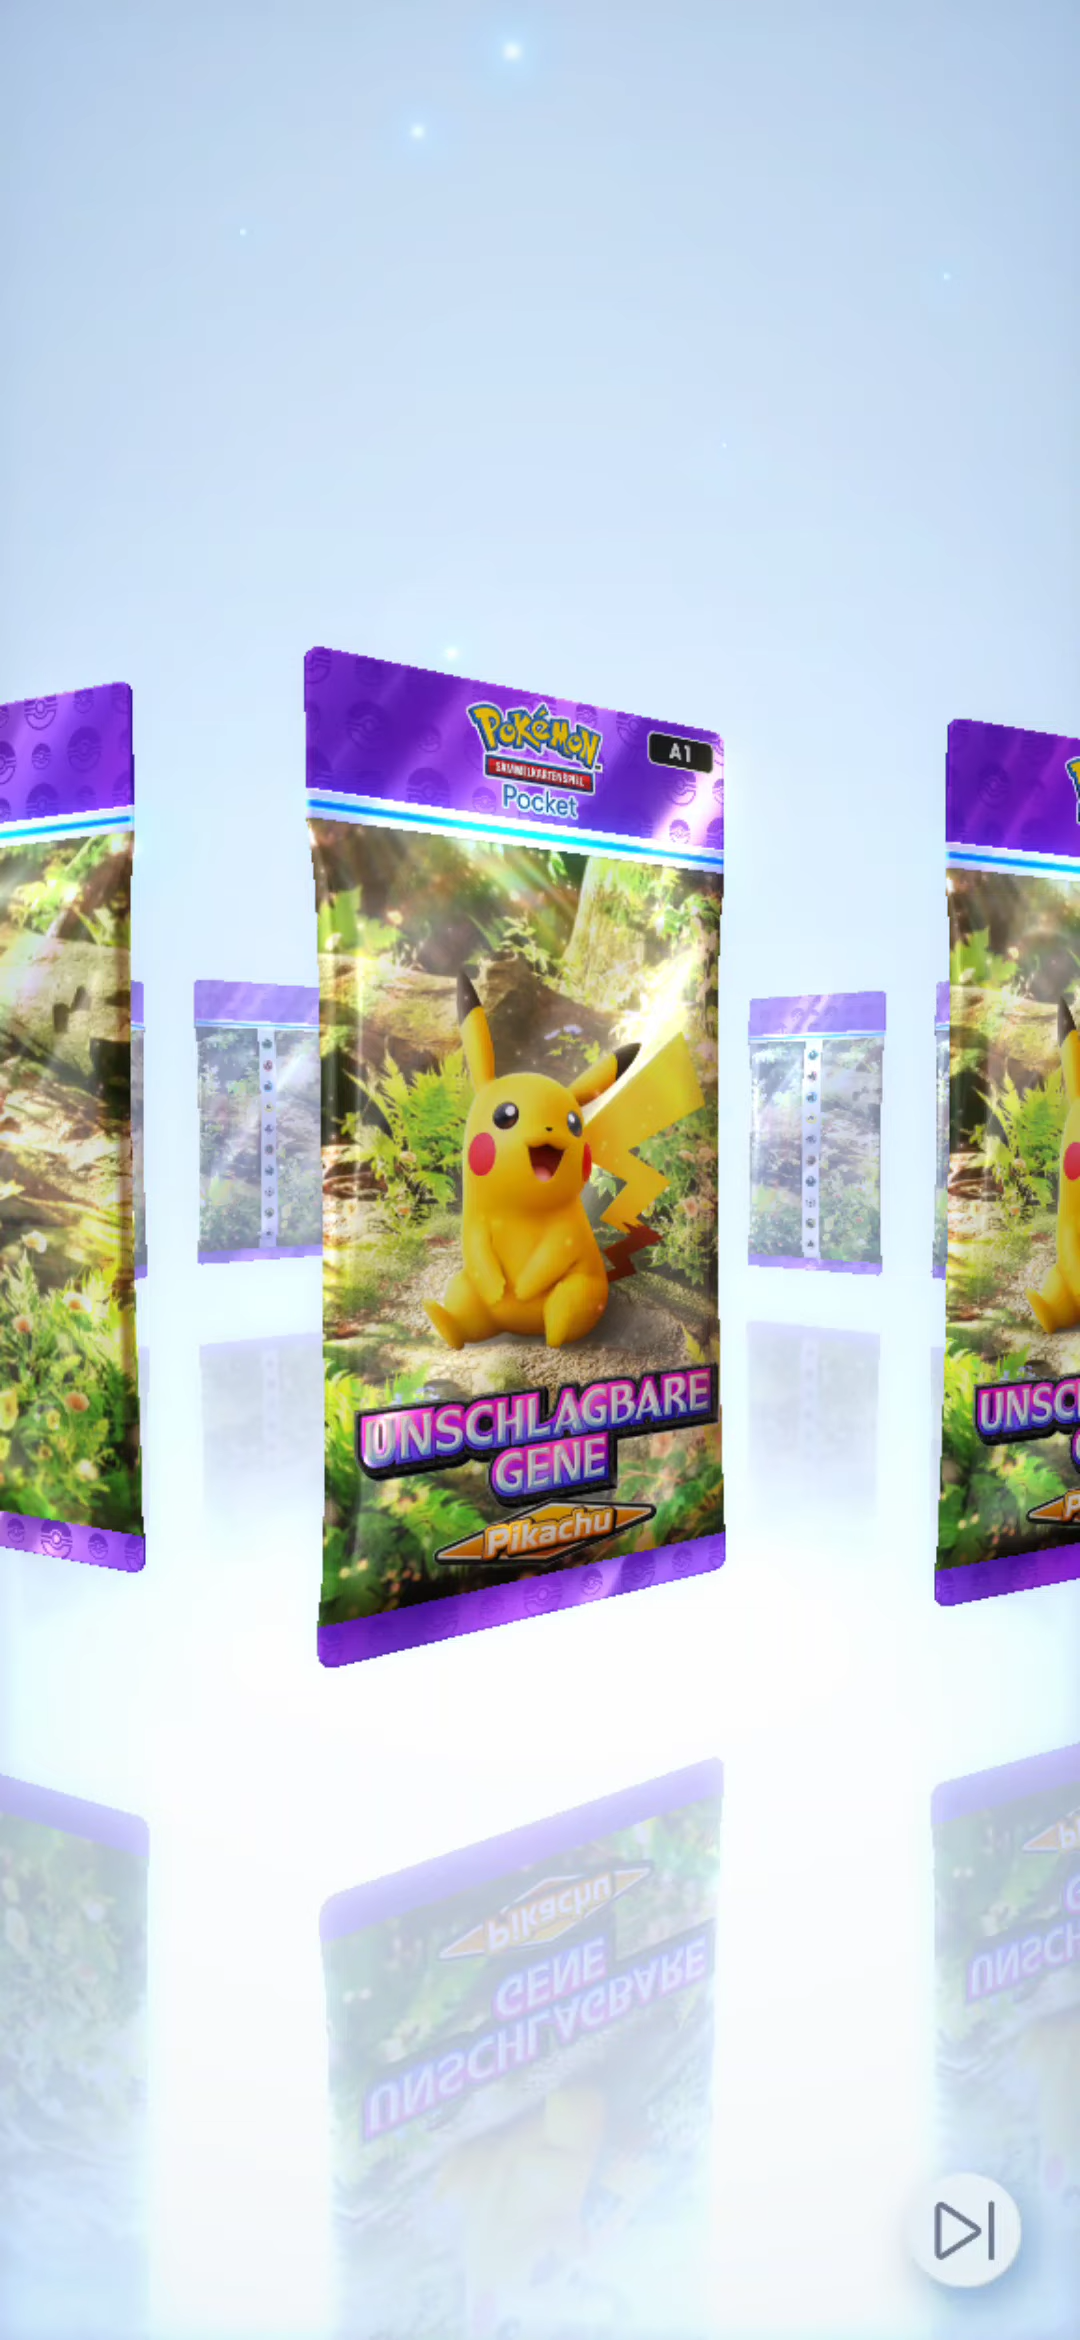 Pokémon
SAMMELKARTENSPIEL
Pocket
A1
UNSCHLAGBARE
GENE
Pikachu
UNSC